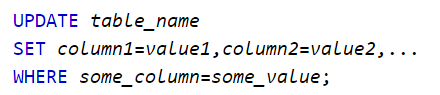 UPDATE table_name
SET column1=value1,column2=value2,...
WHERE some_column=some_value;